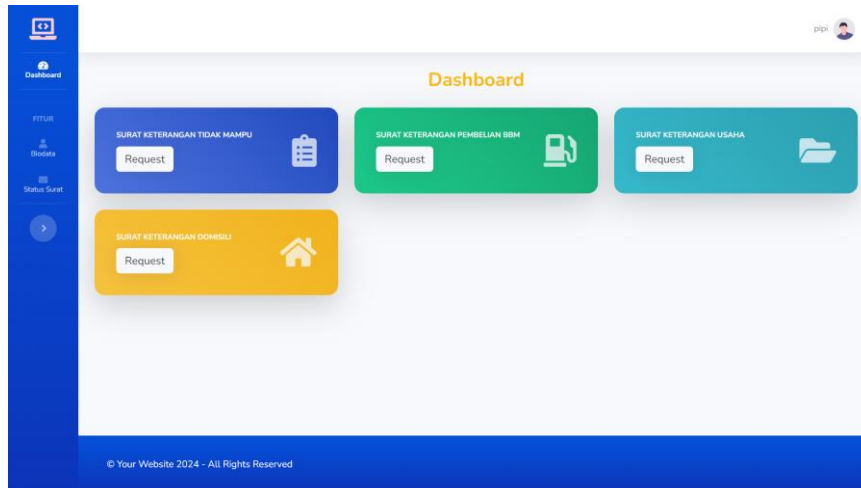 pipi
Dashboard
FITUR
Biodata
Status Surat
Dashboard
SURAT KETERANGAN TIDAK MAMPU
Request
SURAT KETERANGAN PEMBELIAN BBM
Request
SURAT KETERANGAN USAHA
Request
SURAT KETERANGAN DOMISILI
Request
© Your Website 2024 - All Rights Reserved